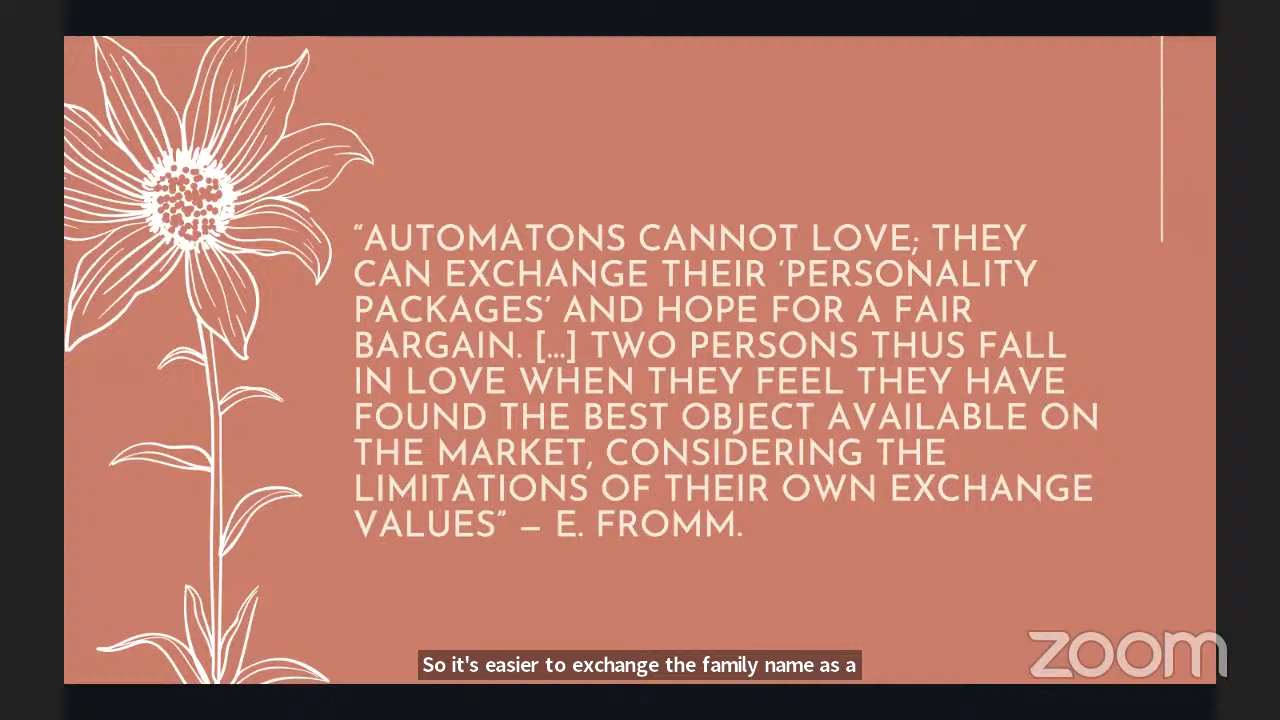 “AUTOMATONS CANNOT LOVE; THEY
CAN EXCHANGE THEIR ‘PERSONALITY
PACKAGES’ AND HOPE FOR A FAIR
BARGAIN. [...] TWO PERSONS THUS FALL
IN LOVE WHEN THEY FEEL THEY HAVE
FOUND THE BEST OBJECT AVAILABLE ON
THE MARKET, CONSIDERING THE
LIMITATIONS OF THEIR OWN EXCHANGE
VALUES” – E. FROMM.
So it's easier to exchange the family name as a
zoom